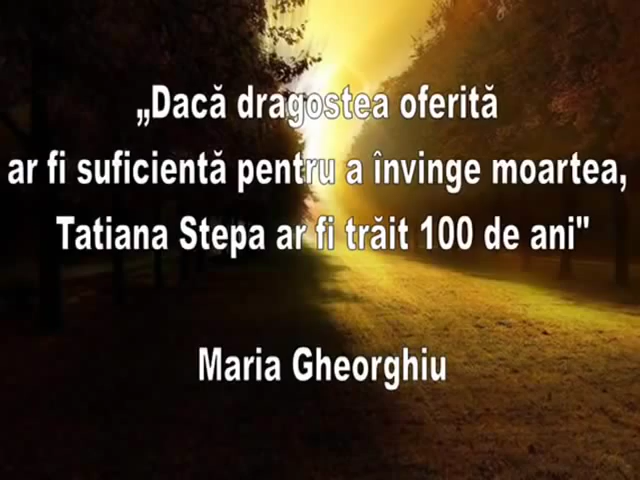 „Dacă dragostea oferită
ar fi suficientă pentru a învinge moartea,
Tatiana Stepa ar fi trăit 100 de ani"
Maria Gheorghiu